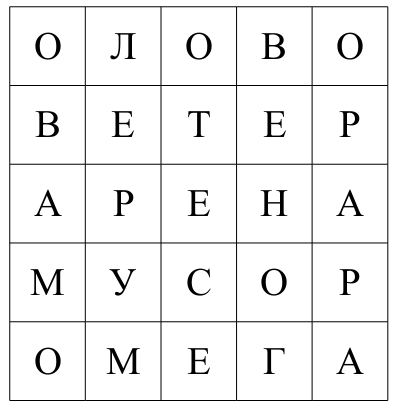 О Л О В О
В Е Т Е Р
А Р Е Н А
М У С О Р
О М Е Г А